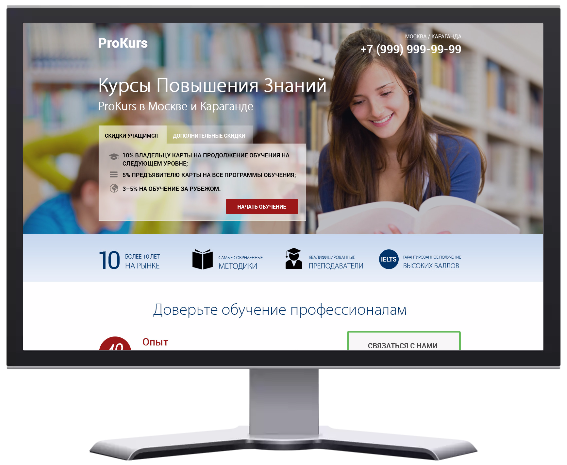 ProKurs
МОСКВА / КАРАГАНДА
+7 (999) 999-99-99
Курсы Повышения Знаний
ProKurs в Москве и Караганде
СКИДКИ УЧАЩИМСЯ
ДОПОЛНИТЕЛЬНЫЕ СКИДКИ
10% ВЛАДЕЛЬЦУ КАРТЫ НА ПРОДОЛЖЕНИЕ ОБУЧЕНИЯ НА
СЛЕДУЮЩЕМ УРОВНЕ;
5% ПРЕДЪЯВИТЕЛЮ КАРТЫ НА ВСЕ ПРОГРАММЫ ОБУЧЕНИЯ;
3–5% НА ОБУЧЕНИЕ ЗА РУБЕЖОМ.
НАЧАТЬ ОБУЧЕНИЕ
10 БОЛЕЕ 10 ЛЕТ
НА РЫНКЕ
МЕТОДИКИ
ПРЕПОДАВАТЕЛИ
IELTS
ВЫСОКИХ БАЛЛОВ
Доверьте обучение профессионалам
10
Опыт
СВЯЗАТЬСЯ С НАМИ